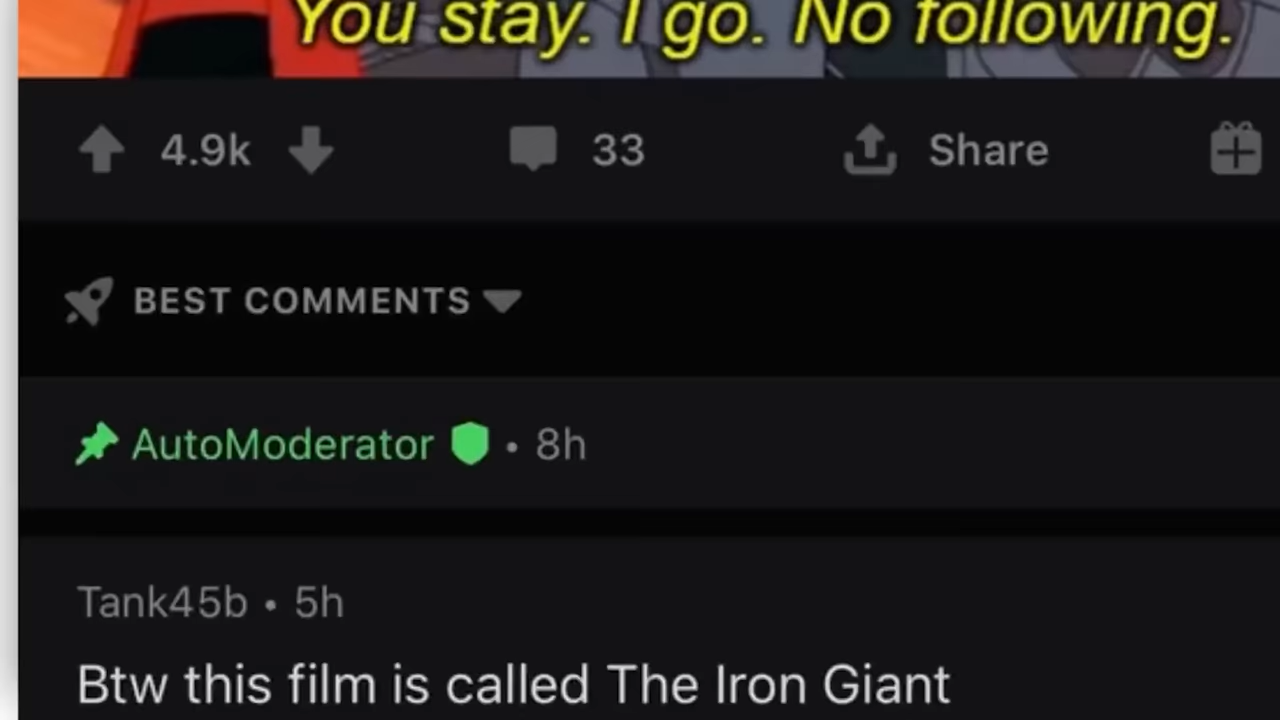 You stay. I go. No following.
4.9k 33 Share
BEST COMMENTS
AutoModerator • 8h
Tank45b • 5h
Btw this film is called The Iron Giant